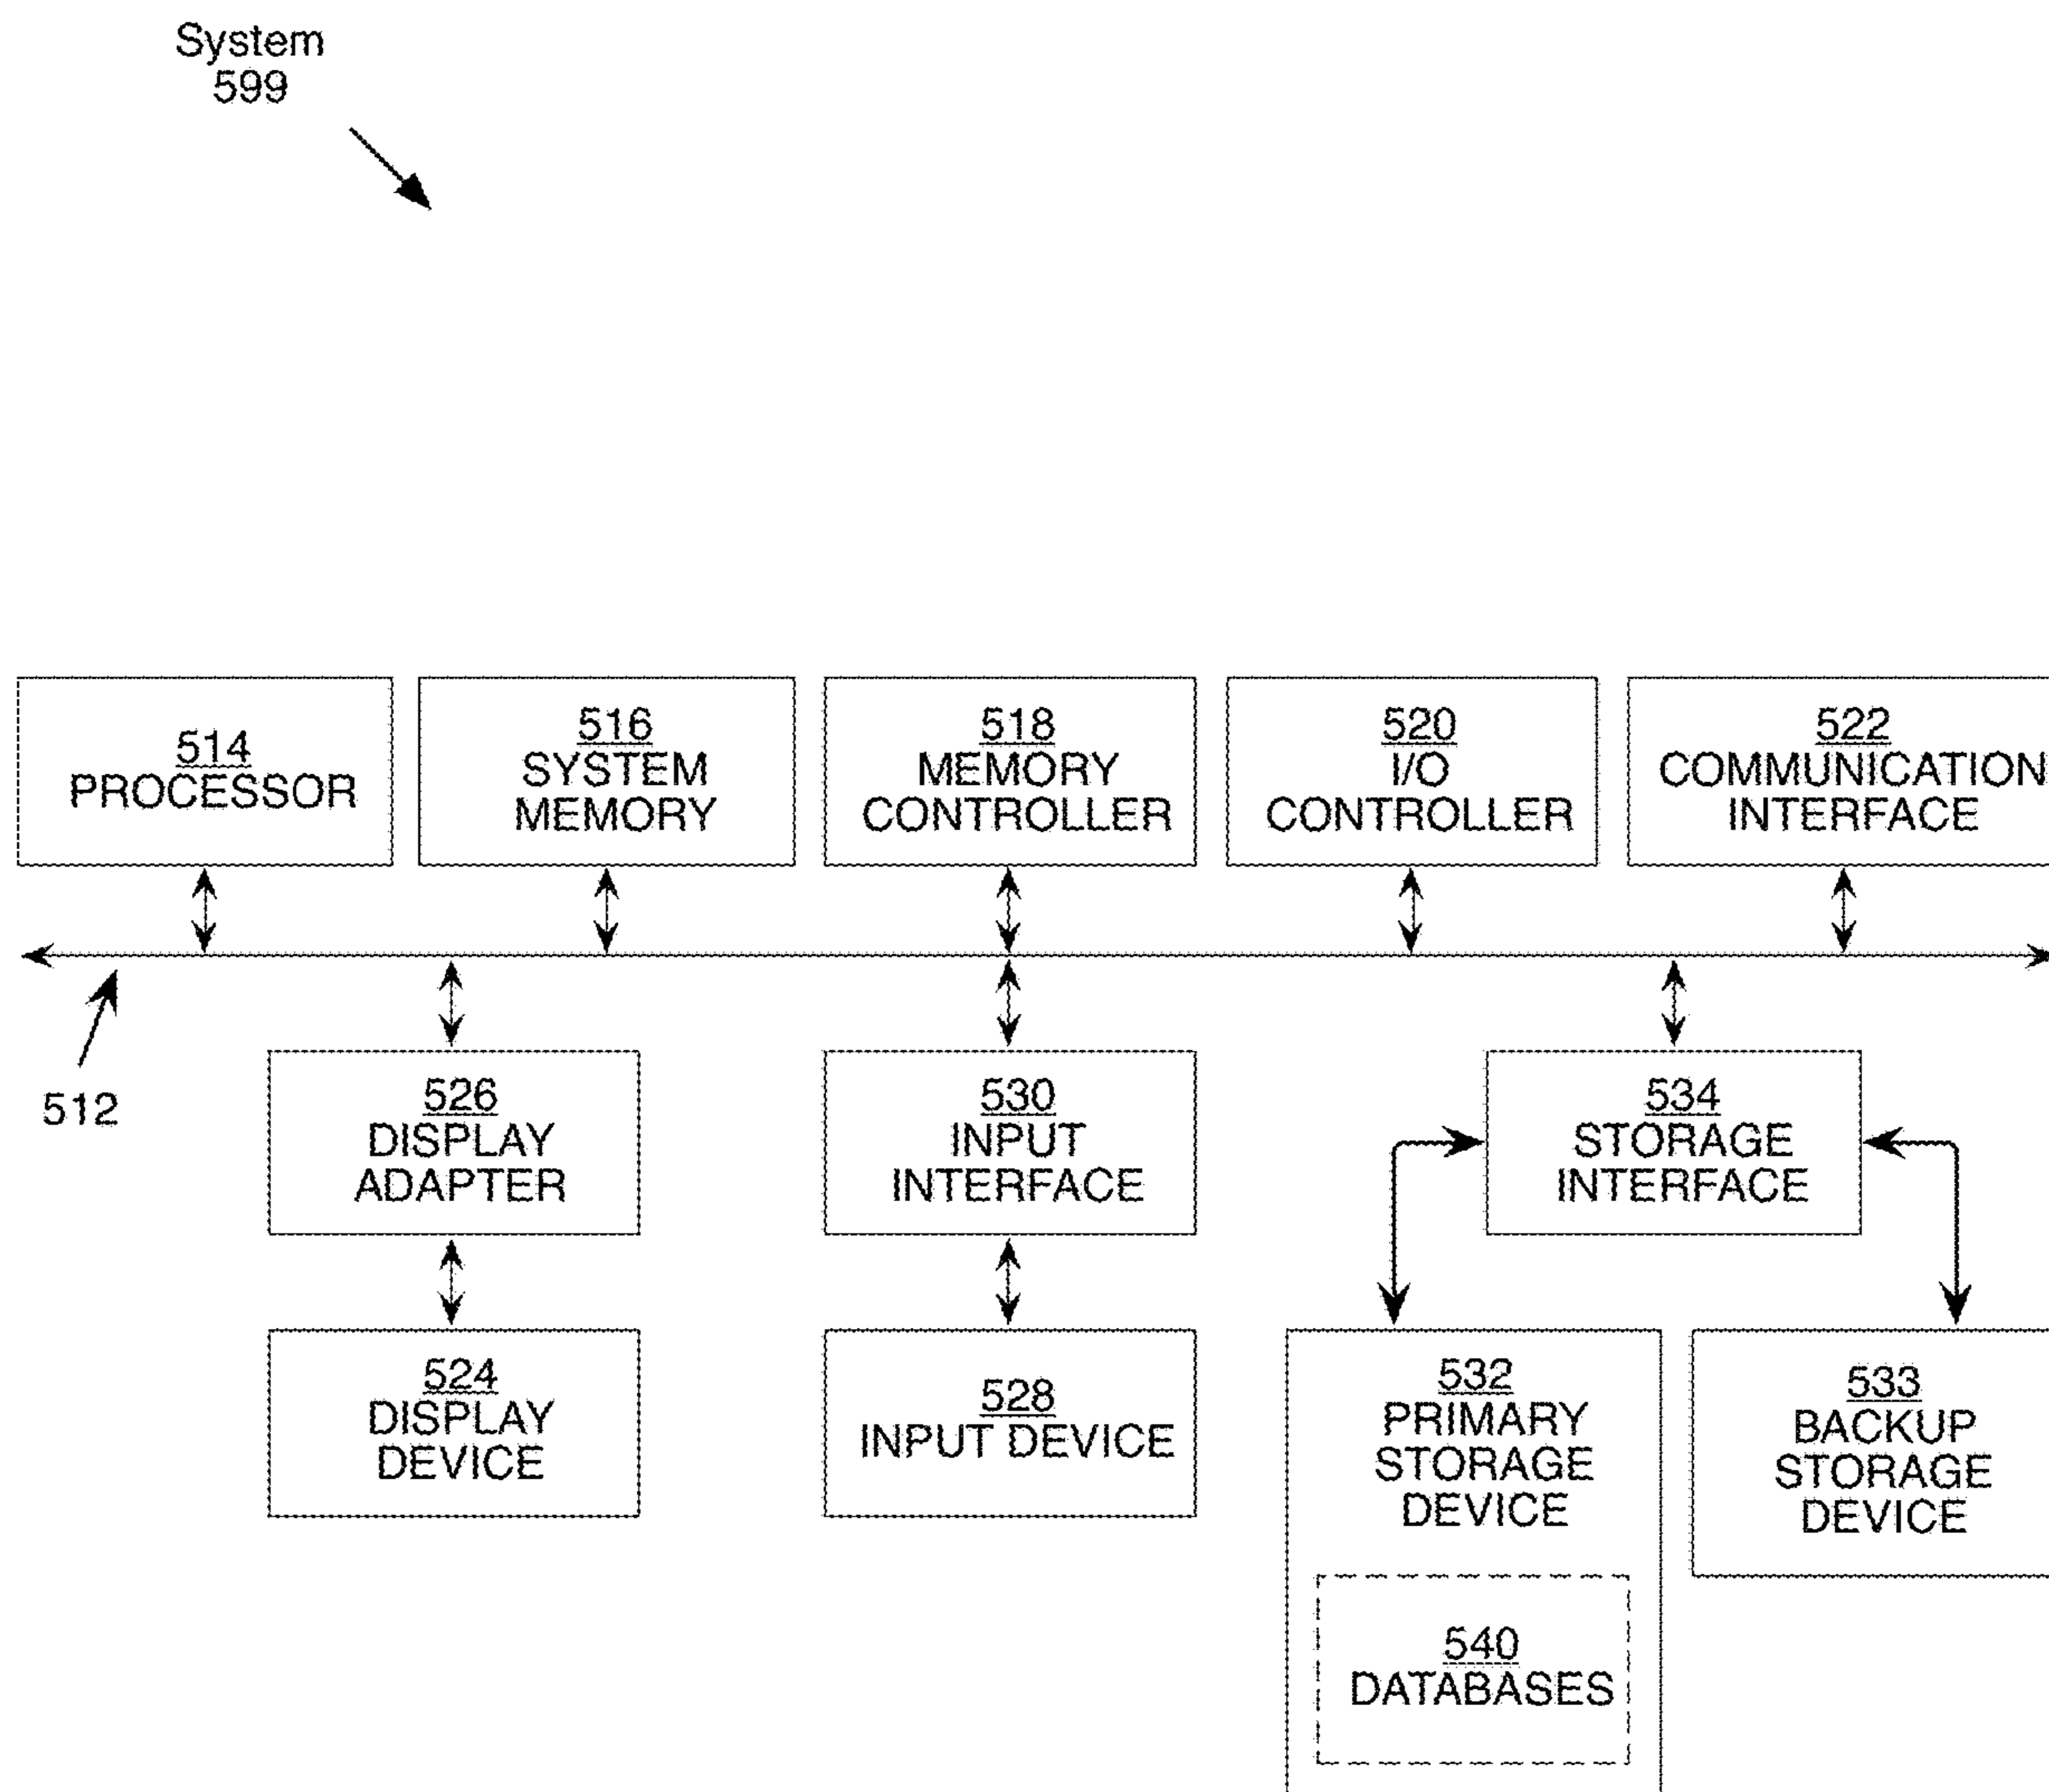 System
599
514
PROCESSOR
516
SYSTEM
MEMORY
518
MEMORY
CONTROLLER
520
I/O
CONTROLLER
522
COMMUNICATION
INTERFACE
512
526
DISPLAY
ADAPTER
530
INPUT
INTERFACE
534
STORAGE
INTERFACE
524
DISPLAY
DEVICE
528
INPUT DEVICE
532
PRIMARY
STORAGE
DEVICE
533
BACKUP
STORAGE
DEVICE
540
DATABASES